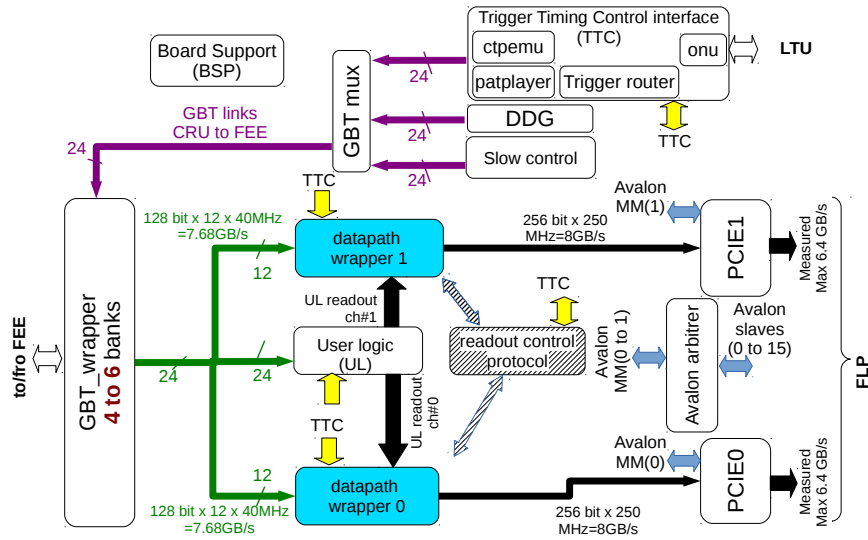 Trigger Timing Control interface
(TTC)
ctpemu
onu
patplayer
Trigger router
LTU
Board Support
(BSP)
GBT mux
24
24
24
DDG
Slow control
TTC
GBT links
CRU to FEE
24
TTC
128 bit x 12 x 40MHz
=7.68GB/s
12
datapath
wrapper 1
256 bit x 250
MHz=8GB/s
Avalon
MM(1)
PCIE1
Measured
Max 6.4 GB/s
to/fro FEE
GBT_wrapper
4 to 6 banks
24
24
UL readout
ch#1
User logic
(UL)
UL readout
ch#0
TTC
readout control
protocol
Avalon
MM(0 to 1)
Avalon arbitrer
Avalon
slaves
(0 to 15)
FLP
TTC
12
128 bit x 12 x 40MHz
=7.68GB/s
datapath
wrapper 0
256 bit x 250
MHz=8GB/s
Avalon
MM(0)
PCIE0
Measured
Max 6.4 GB/s